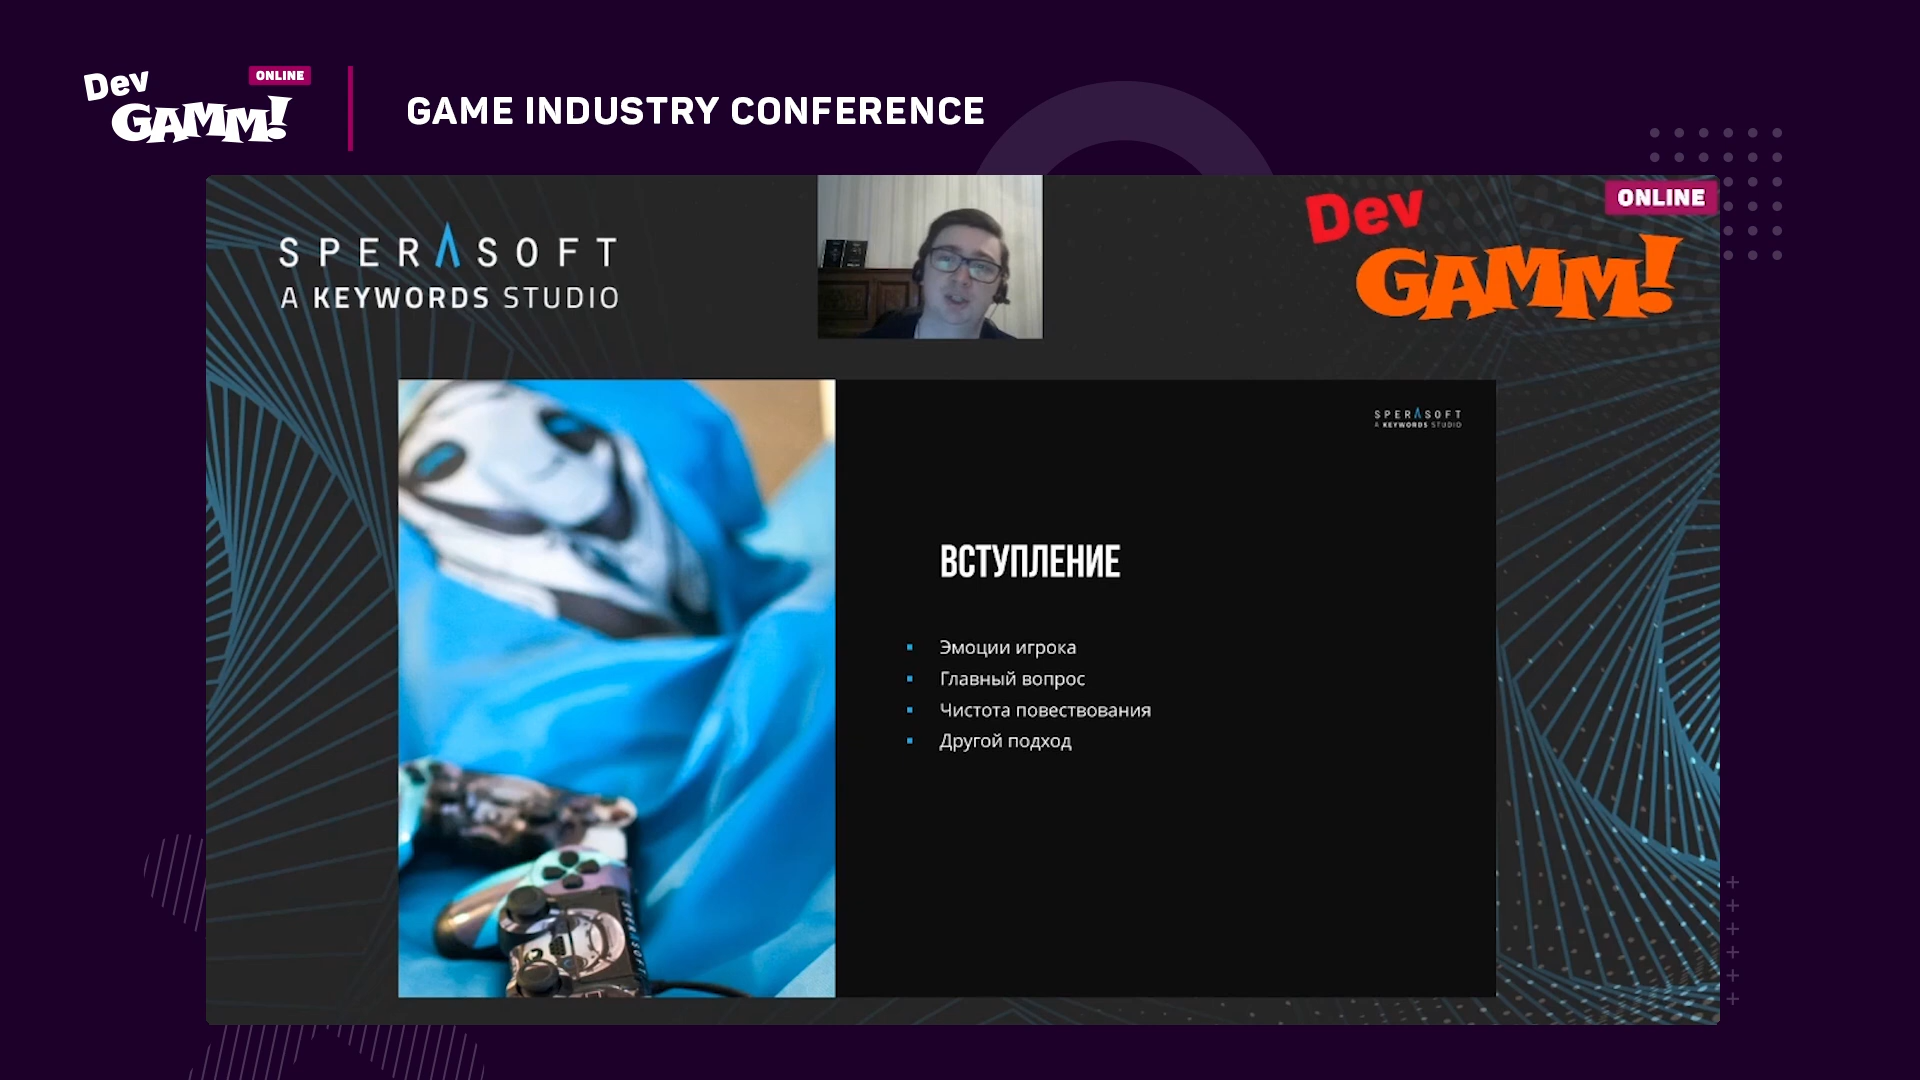 Dev
GAMM!
ONLINE
GAME INDUSTRY CONFERENCE
SPERASOFT
A KEYWORDS STUDIO
Dev
GAMM!
ONLINE
SPERASOFT
A KEYWORDS STUDIO
ВСТУПЛЕНИЕ
Эмоции игрока
Главный вопрос
Чистота повествования
Другой подход
SPERASOFT